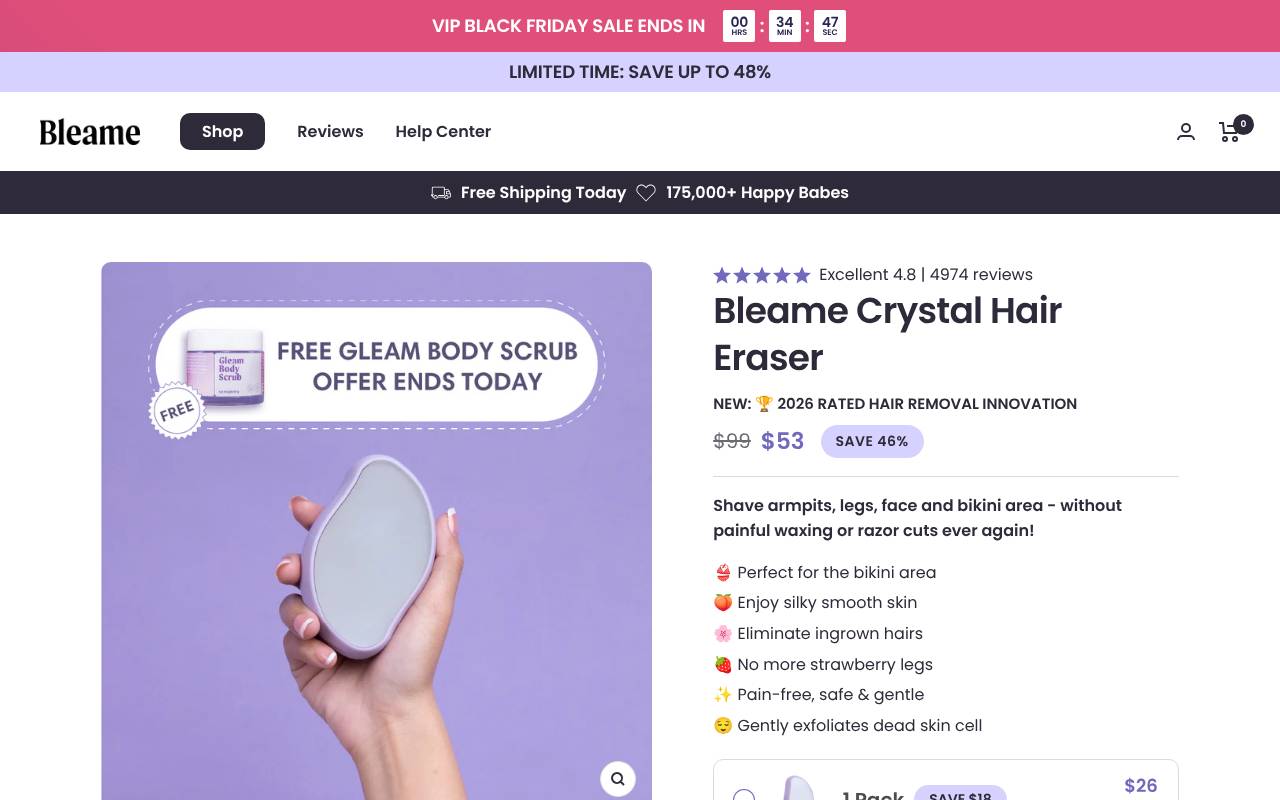 VIP BLACK FRIDAY SALE ENDS IN 00 HRS : 34 MIN : 47 SEC
LIMITED TIME: SAVE UP TO 48%
Bleame Shop Reviews Help Center 0
Free Shipping Today 175,000+ Happy Babes
FREE GLEAM BODY SCRUB
OFFER ENDS TODAY
Gleam
Body
Scrub
FREE
Excellent 4.8 | 4974 reviews
Bleame Crystal Hair
Eraser
NEW: 🏆 2026 RATED HAIR REMOVAL INNOVATION
$99 $53 SAVE 46%
Shave armpits, legs, face and bikini area - without
painful waxing or razor cuts ever again!
👙 Perfect for the bikini area
🍑 Enjoy silky smooth skin
🌸 Eliminate ingrown hairs
🍓 No more strawberry legs
✨ Pain-free, safe & gentle
😌 Gently exfoliates dead skin cell
$26
1 Pack SAVE $18